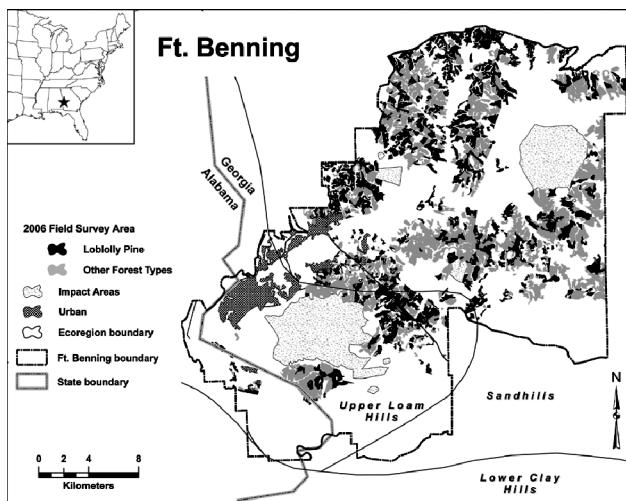 Ft. Benning
Georgia
Alabama
2006 Field Survey Area
Loblolly Pine
Other Forest Types
Impact Areas
Urban
Ecoregion boundary
Ft. Benning boundary
State boundary
N
Upper Loam
Hills
Sandhills
Lower Clay
Hills
0 2 4 8
Kilometers